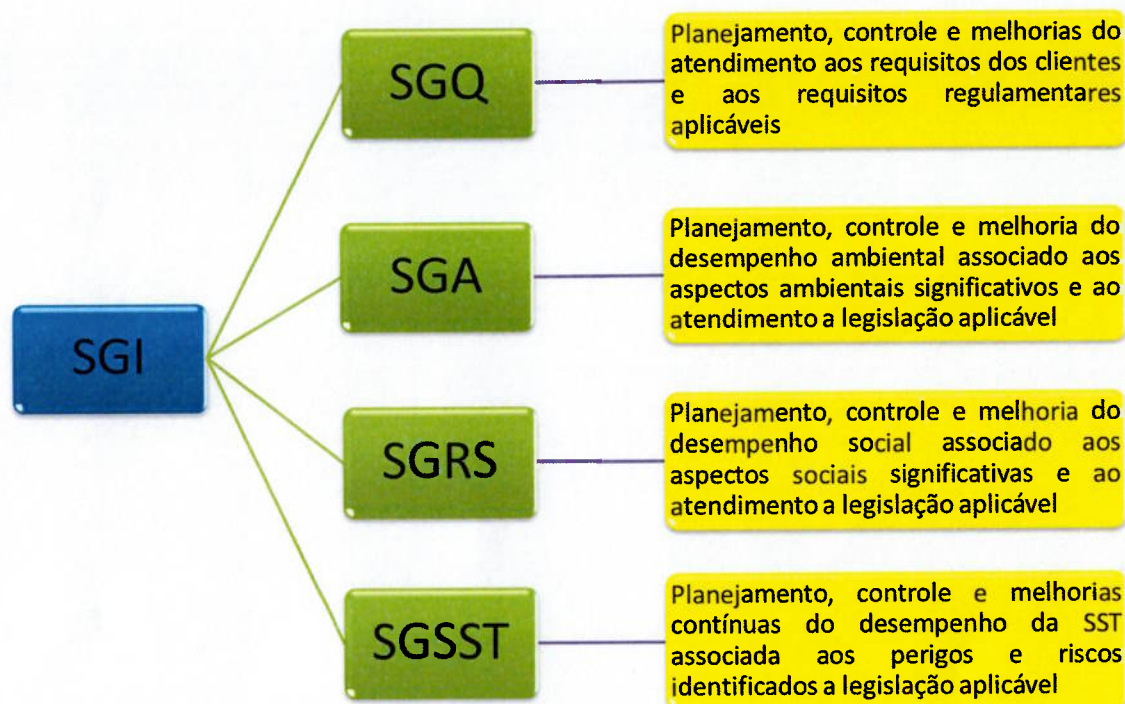 SGI
SGQ
Planejamento, controle e melhorias do
atendimento aos requisitos dos clientes
e aos requisitos regulamentares
aplicáveis
SGA
Planejamento, controle e melhoria do
desempenho ambiental associado aos
aspectos ambientais significativos e ao
atendimento a legislação aplicável
SGRS
Planejamento, controle e melhoria do
desempenho social associado aos
aspectos sociais significativas e ao
atendimento a legislação aplicável
SGSST
Planejamento, controle e melhorias
contínuas do desempenho da SST
associada aos perigos e riscos
identificados a legislação aplicável